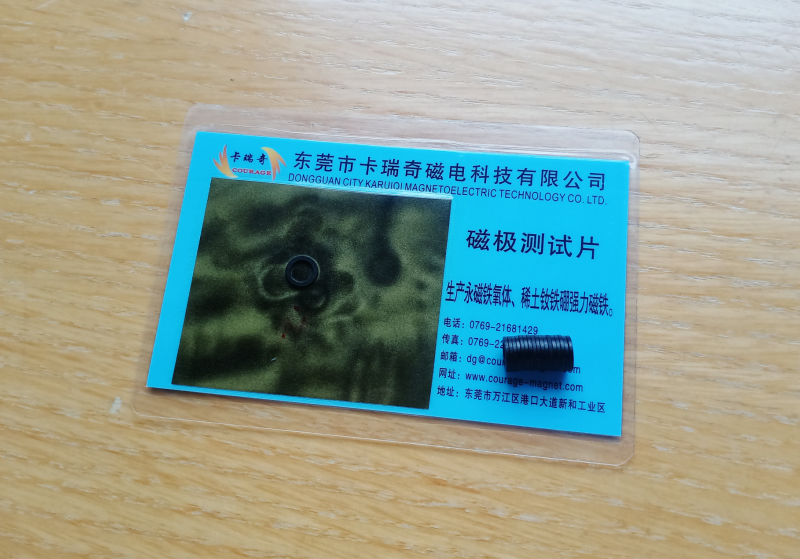 卡瑞奇
COURAGE
东莞市卡瑞奇磁电科技有限公司
DONGGUAN CITY KARUIQI MAGNETOELECTRIC TECHNOLOGY CO. LTD.
磁极测试片
生产永磁铁氧体、稀土钕铁硼强力磁铁。
电话：0769-21681429
传真：0769-22
邮箱：dg@cou om
网址：www.courage-magnet.com
地址：东莞市万江区港口大道新和工业区